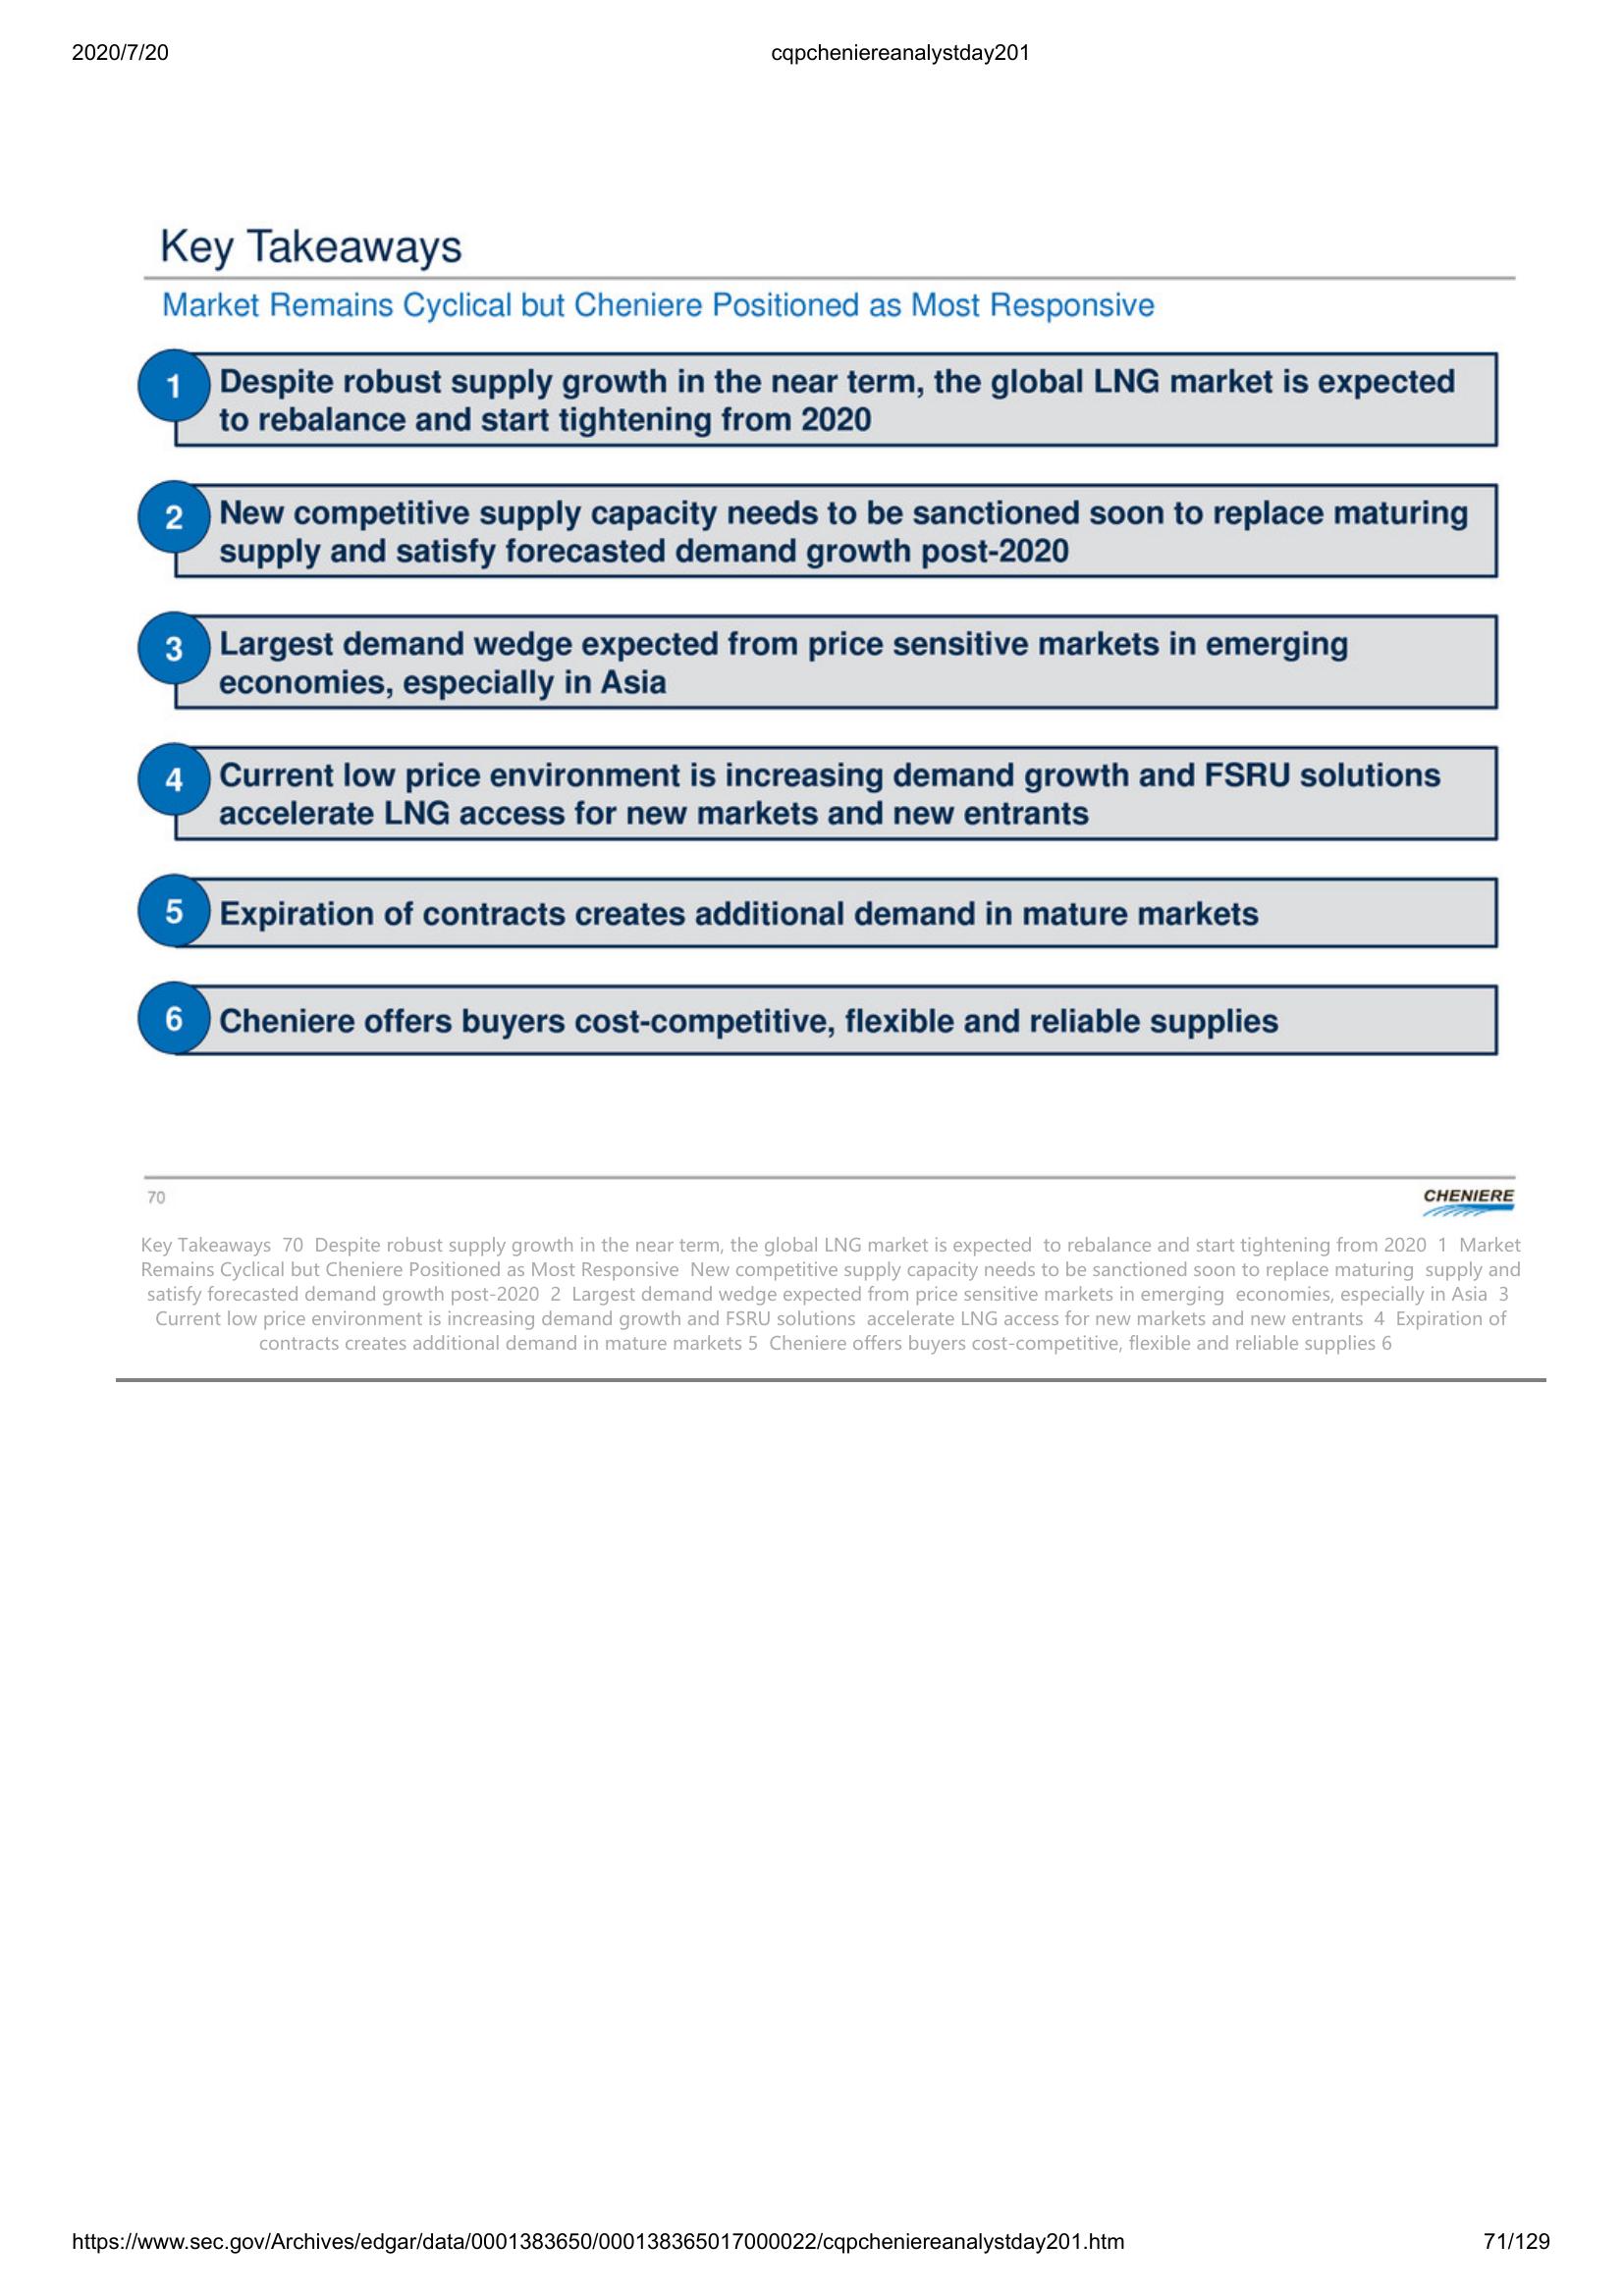 2020/7/20
cqpcheniereanalystday201
Key Takeaways
Market Remains Cyclical but Cheniere Positioned as Most Responsive
1
Despite robust supply growth in the near term, the global LNG market is expected
to rebalance and start tightening from 2020
2
New competitive supply capacity needs to be sanctioned soon to replace maturing
supply and satisfy forecasted demand growth post-2020
3
Largest demand wedge expected from price sensitive markets in emerging
economies, especially in Asia
4
Current low price environment is increasing demand growth and FSRU solutions
accelerate LNG access for new markets and new entrants
5
Expiration of contracts creates additional demand in mature markets
6
Cheniere offers buyers cost-competitive, flexible and reliable supplies
70
CHENIERE
Key Takeaways 70 Despite robust supply growth in the near term, the global LNG market is expected to rebalance and start tightening from 2020 1 Market
Remains Cyclical but Cheniere Positioned as Most Responsive New competitive supply capacity needs to be sanctioned soon to replace maturing supply and
satisfy forecasted demand growth post-2020 2 Largest demand wedge expected from price sensitive markets in emerging economies, especially in Asia 3
Current low price environment is increasing demand growth and FSRU solutions accelerate LNG access for new markets and new entrants 4 Expiration of
contracts creates additional demand in mature markets 5 Cheniere offers buyers cost-competitive, flexible and reliable supplies 6
https://www.sec.gov/Archives/edgar/data/0001383650/000138365017000022/cqpcheniereanalystday201.htm
71/129